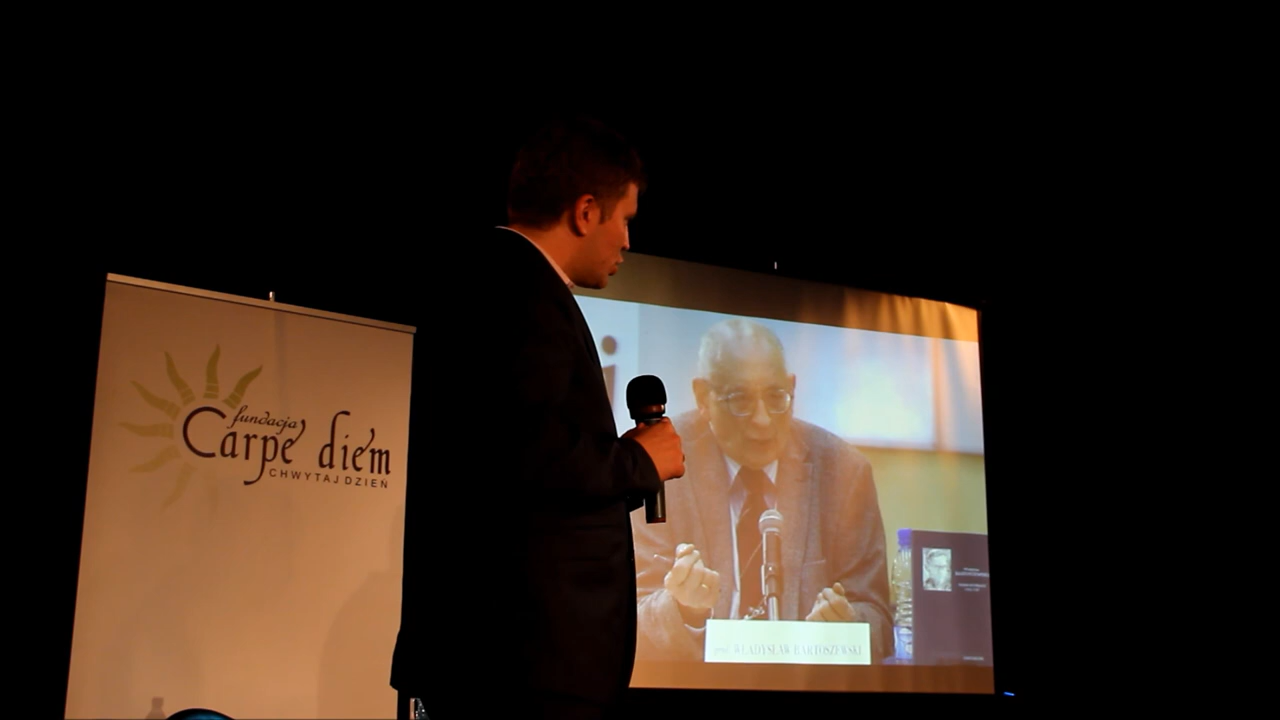 fundacja
Carpe diem
CHWYTAJ DZIEŃ
prof. WŁADYSŁAW BARTOSZEWSKI